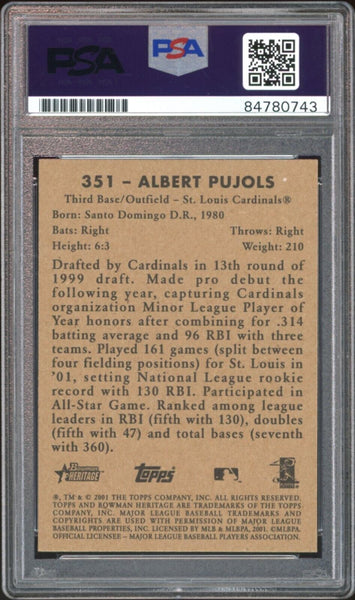 PSA
PSA
84780743
351 – ALBERT PUJOLS
Third Base/Outfield – St. Louis Cardinals®
Born: Santo Domingo D.R., 1980
Bats: Right Throws: Right
Height: 6:3 Weight: 210
Drafted by Cardinals in 13th round of
1999 draft. Made pro debut the
following year, capturing Cardinals
organization Minor League Player of
Year honors after combining for .314
batting average and 96 RBI with three
teams. Played 161 games (split between
four fielding positions) for St. Louis in
'01, setting National League rookie
record with 130 RBI. Participated in
All-Star Game. Ranked among league
leaders in RBI (fifth with 130), doubles
(fifth with 47) and total bases (seventh
with 360).
BOWMAN HERITAGE topps
® TM & © 2001 THE TOPPS COMPANY, INC. ALL RIGHTS RESERVED.
TOPPS AND BOWMAN HERITAGE ARE TRADEMARKS OF THE TOPPS
COMPANY, INC. MAJOR LEAGUE BASEBALL TRADEMARKS AND
COPYRIGHTS ARE USED WITH PERMISSION OF MAJOR LEAGUE
BASEBALL PROPERTIES, INC. LICENSED BY MLB & MLBPA, 2001. ©MLBPA
OFFICIAL LICENSEE – MAJOR LEAGUE BASEBALL PLAYERS ASSOCIATION.